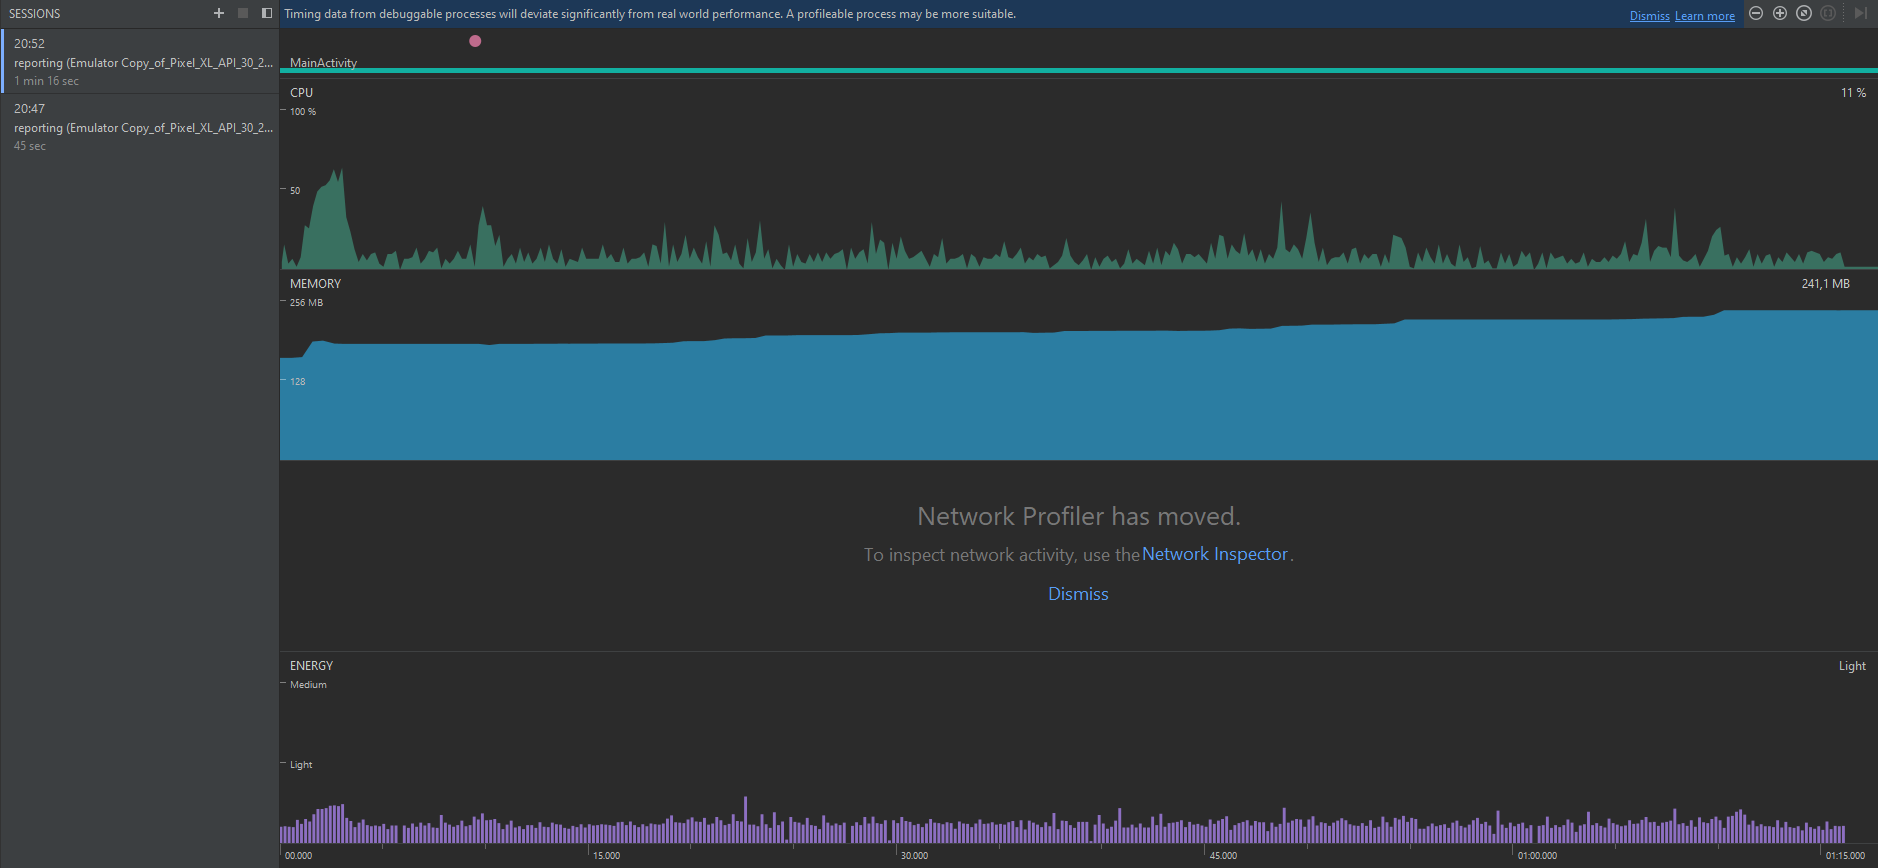 SESSIONS
Timing data from debuggable processes will deviate significantly from real world performance. A profileable process may be more suitable.
Dismiss Learn more
20:52
reporting (Emulator Copy_of_Pixel_XL_API_30_2...
1 min 16 sec
20:47
reporting (Emulator Copy_of_Pixel_XL_API_30_2...
45 sec
MainActivity
CPU
11 %
100 %
50
MEMORY
241,1 MB
256 MB
128
Network Profiler has moved.
To inspect network activity, use the Network Inspector.
Dismiss
ENERGY
Light
Medium
Light
00.000
15.000
30.000
45.000
01:00.000
01:15.000